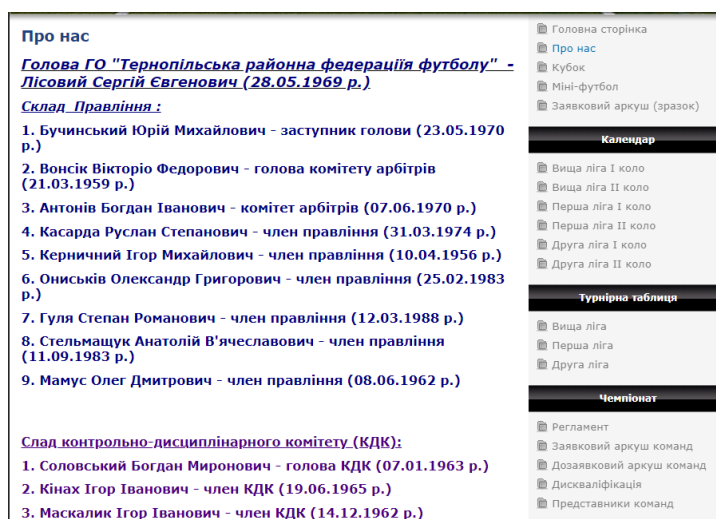 Про нас
Голова ГО "Тернопільська районна федераціїя футболу" -
Лісовий Сергій Євгенович (28.05.1969 р.)
Склад Правління :
1. Бучинський Юрій Михайлович - заступник голови (23.05.1970
р.)
2. Вонсік Вікторіо Федорович - голова комітету арбітрів
(21.03.1959 р.)
3. Антонів Богдан Іванович - комітет арбітрів (07.06.1970 р.)
4. Касарда Руслан Степанович - член правління (31.03.1974 р.)
5. Керничний Ігор Михайлович - член правління (10.04.1956 р.)
6. Ониськів Олександр Григорович - член правління (25.02.1983
р.)
7. Гуля Степан Романович - член правління (12.03.1988 р.)
8. Стельмащук Анатолій В'ячеславович - член правління
(11.09.1983 р.)
9. Мамус Олег Дмитрович - член правління (08.06.1962 р.)
Слад контрольно-дисциплінарного комітету (КДК):
1. Соловський Богдан Миронович - голова КДК (07.01.1963 р.)
2. Кінах Ігор Іванович - член КДК (19.06.1965 р.)
3. Маскалик Ігор Іванович - член КДК (14.12.1962 р.)
Головна сторінка
Про нас
Кубок
Міні-футбол
Заявковий аркуш (зразок)
Календар
Вища ліга І коло
Вища ліга ІІ коло
Перша ліга І коло
Перша ліга ІІ коло
Друга ліга І коло
Друга ліга ІІ коло
Турнірна таблиця
Вища ліга
Перша ліга
Друга ліга
Чемпіонат
Регламент
Заявковий аркуш команд
Дозаявковий аркуш команд
Дискваліфікація
Представники команд